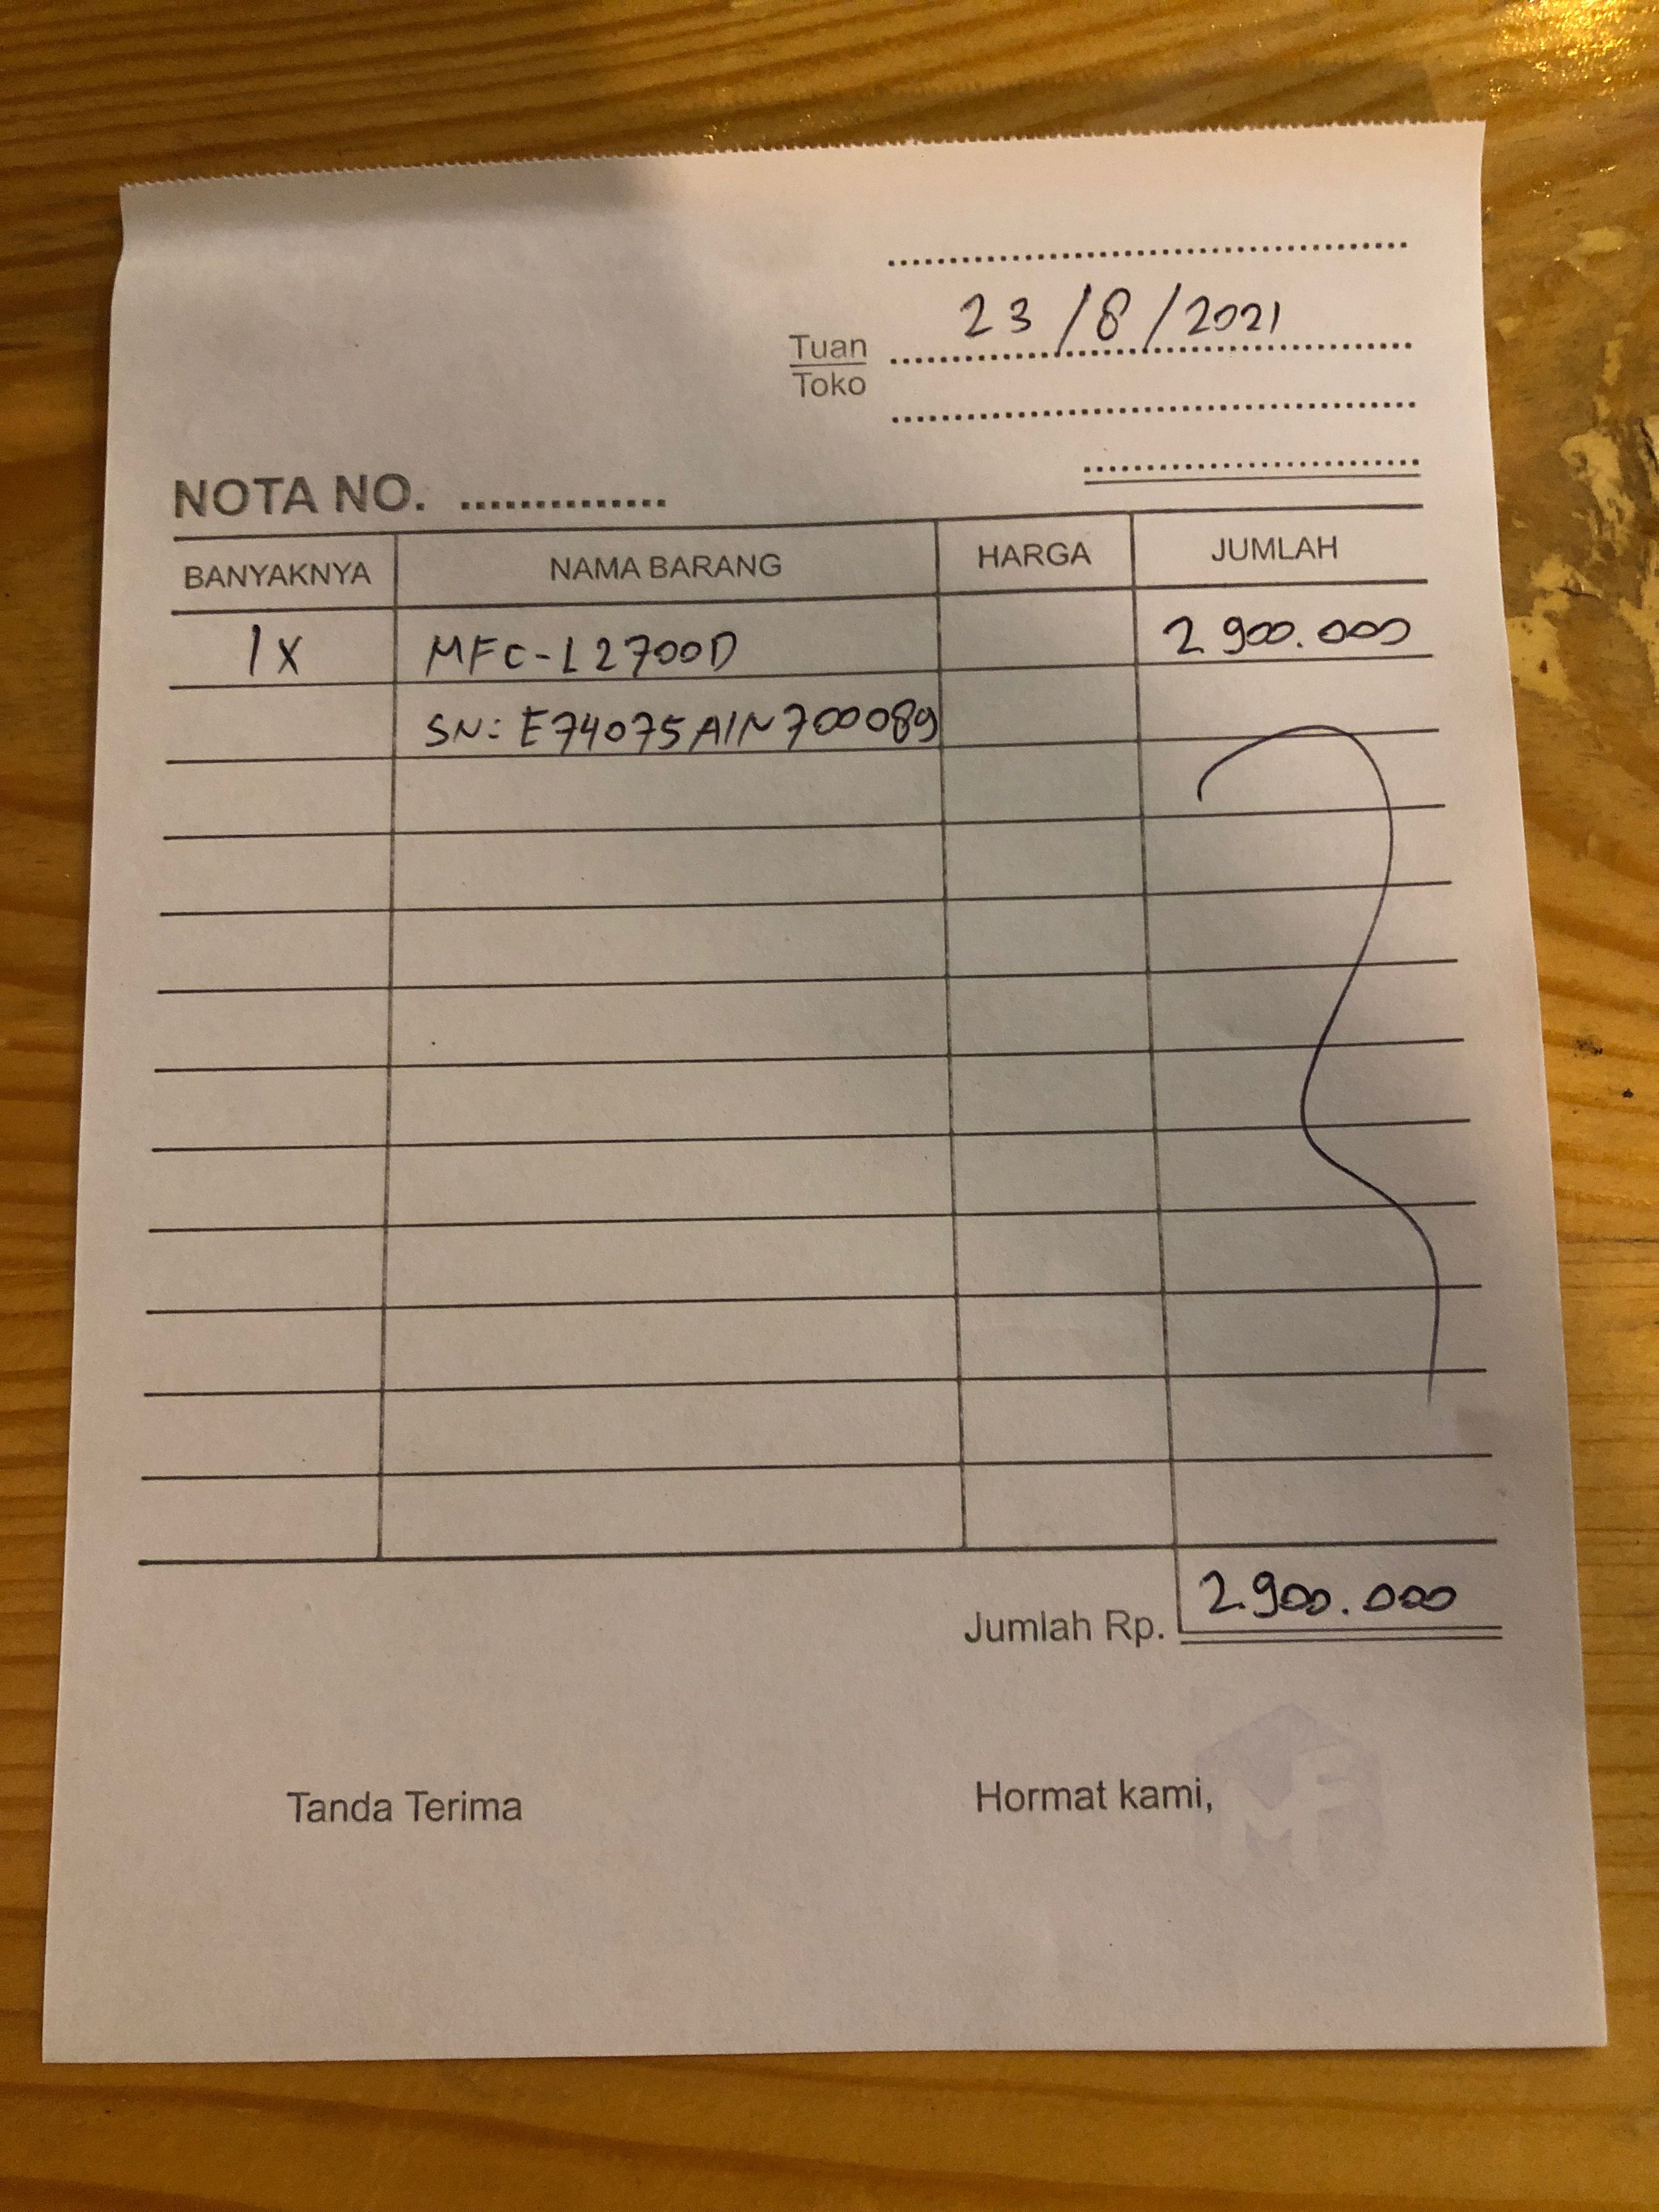 23/8/2021
Tuan
Toko
NOTA NO. ..............
BANYAKNYA NAMA BARANG HARGA JUMLAH
1X MFC-L2700D 2.900.000
SN: E74075A1N700089
Jumlah Rp. 2.900.000
Tanda Terima Hormat kami,
MF